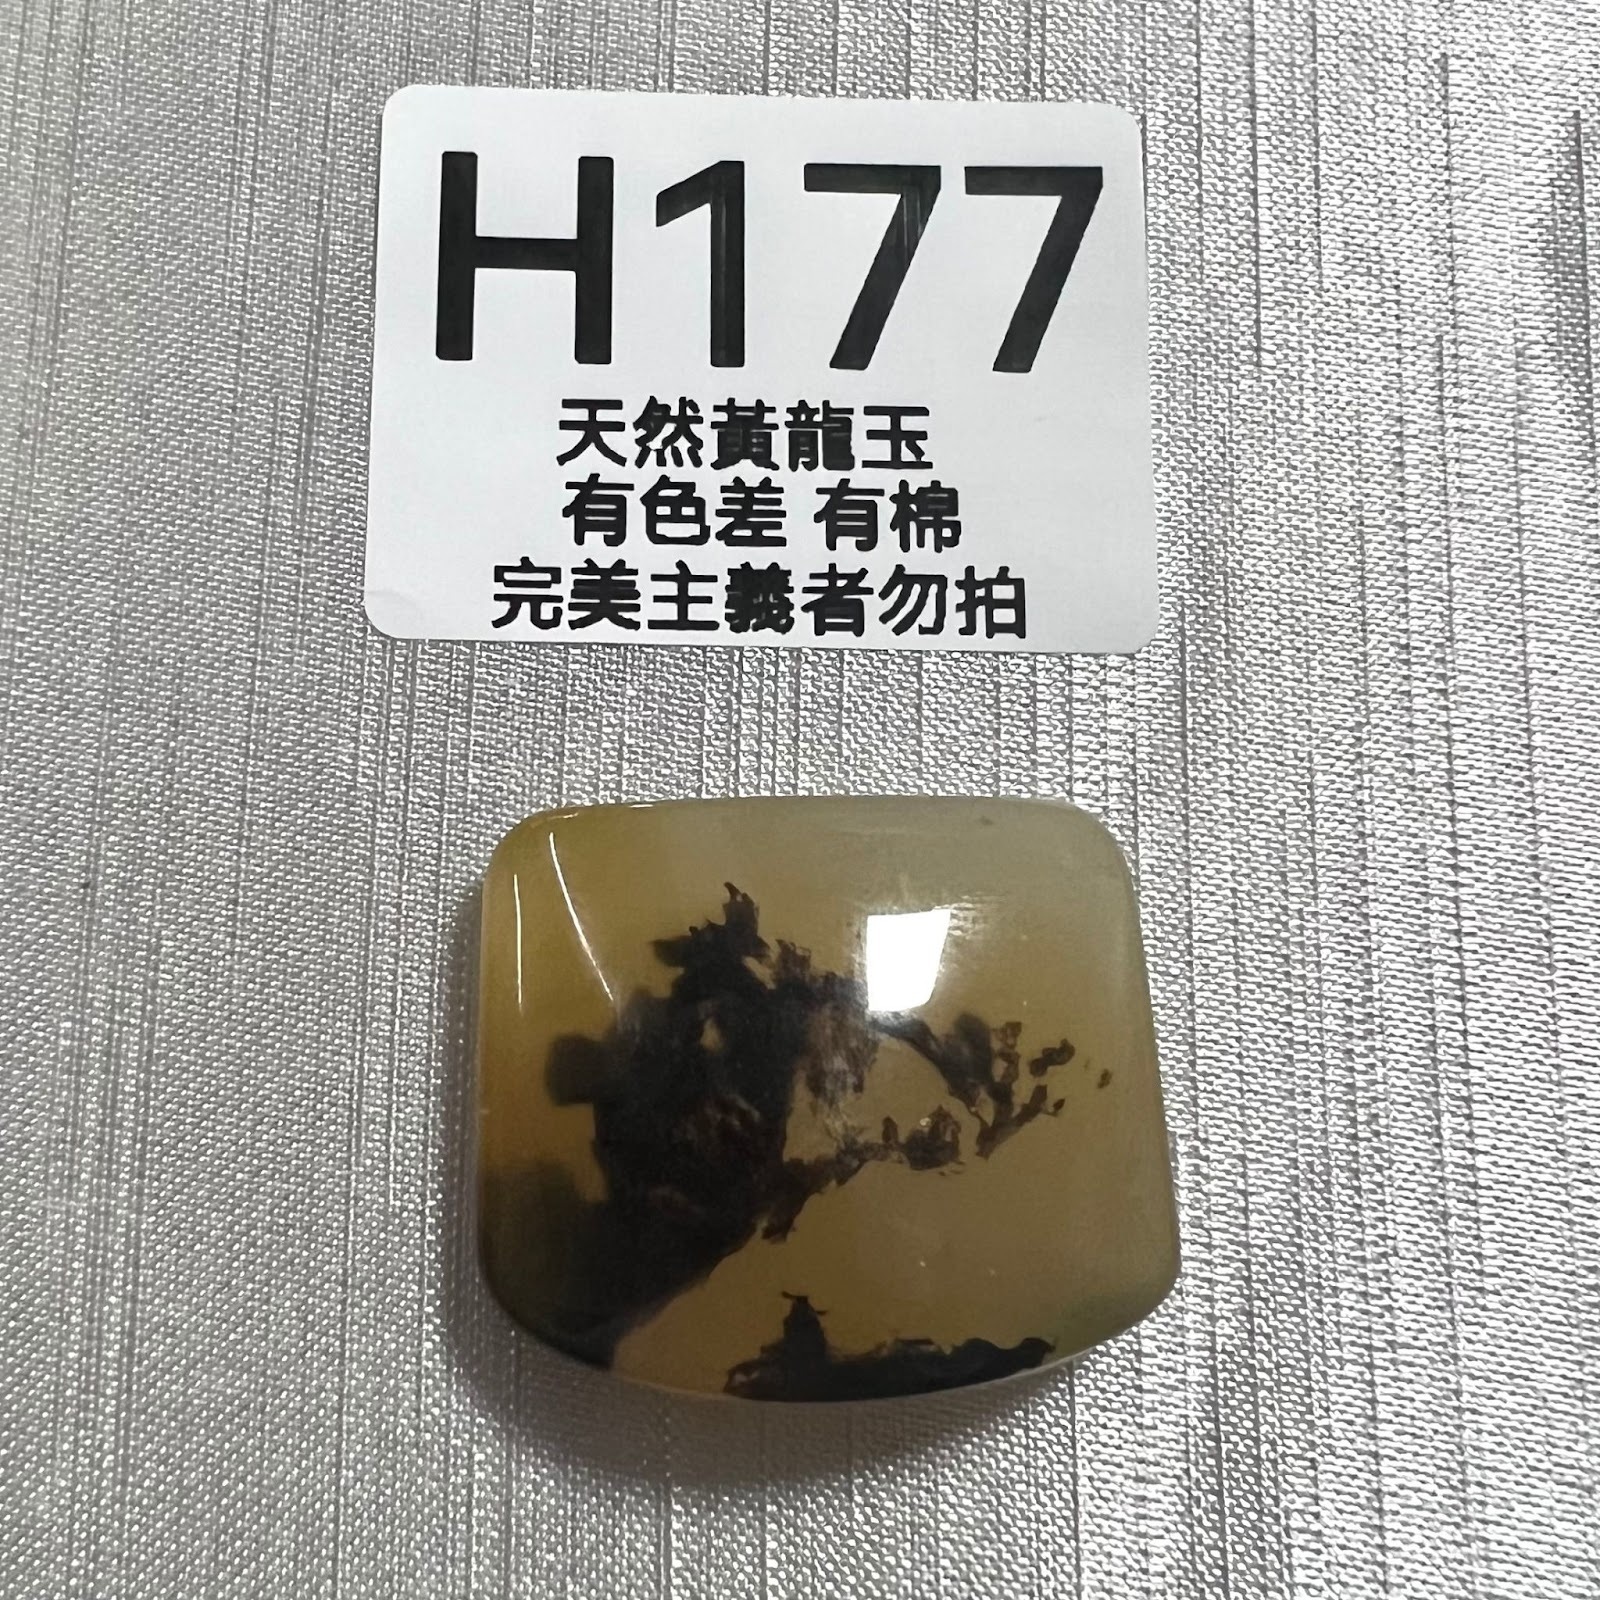 H177
天然黃龍玉
有色差 有棉
完美主義者勿拍